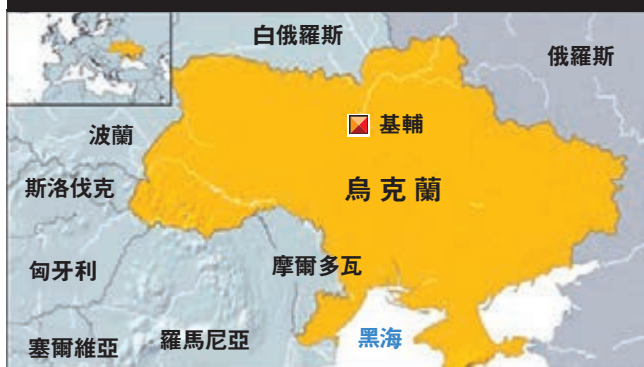 白俄羅斯
俄羅斯
基輔
波蘭
斯洛伐克
烏克蘭
匈牙利
摩爾多瓦
塞爾維亞
羅馬尼亞
黑海